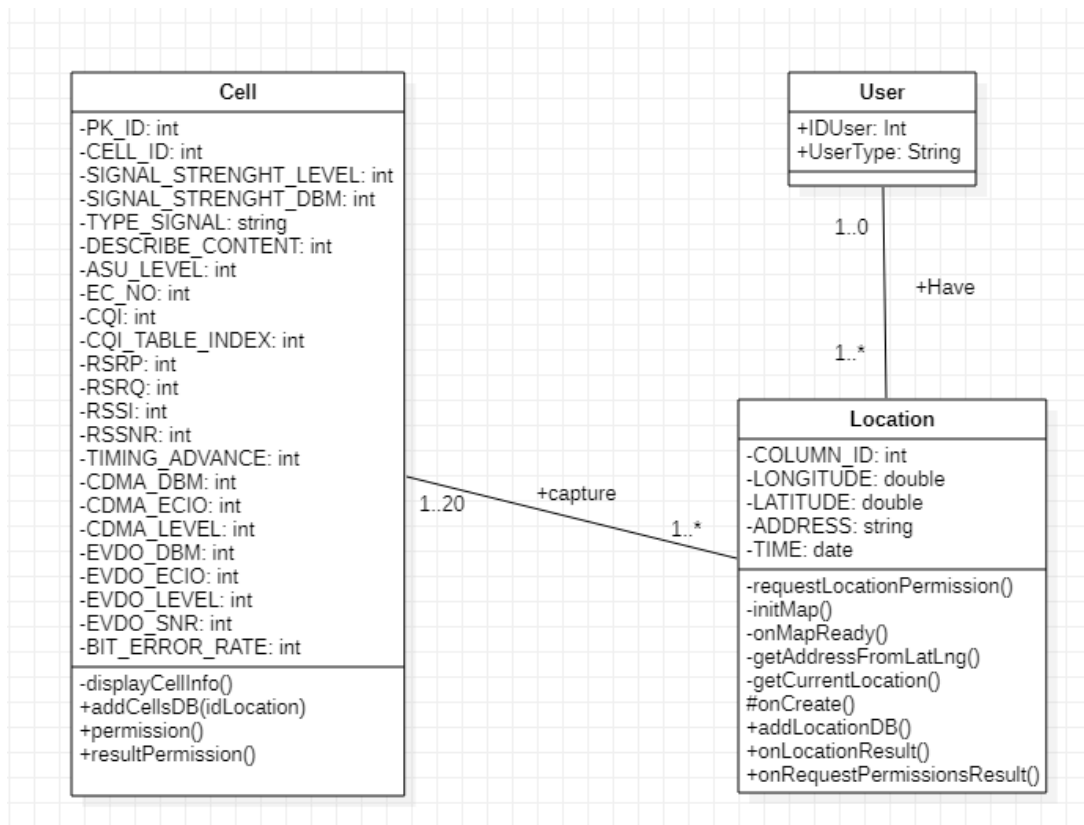 Cell
-PK_ID: int
-CELL_ID: int
-SIGNAL_STRENGHT_LEVEL: int
-SIGNAL_STRENGHT_DBM: int
-TYPE_SIGNAL: string
-DESCRIBE_CONTENT: int
-ASU_LEVEL: int
-EC_NO: int
-CQI: int
-CQI_TABLE_INDEX: int
-RSRP: int
-RSRQ: int
-RSSI: int
-RSSNR: int
-TIMING_ADVANCE: int
-CDMA_DBM: int
-CDMA_ECIO: int
-CDMA_LEVEL: int
-EVDO_DBM: int
-EVDO_ECIO: int
-EVDO_LEVEL: int
-EVDO_SNR: int
-BIT_ERROR_RATE: int
-displayCellInfo()
+addCellsDB(idLocation)
+permission()
+resultPermission()
1..20
+capture
1..*
User
+IDUser: Int
+UserType: String
1..0
+Have
1..*
Location
-COLUMN_ID: int
-LONGITUDE: double
-LATITUDE: double
-ADDRESS: string
-TIME: date
-requestLocationPermission()
-initMap()
-onMapReady()
-getAddressFromLatLng()
-getCurrentLocation()
#onCreate()
+addLocationDB()
+onLocationResult()
+onRequestPermissionsResult()